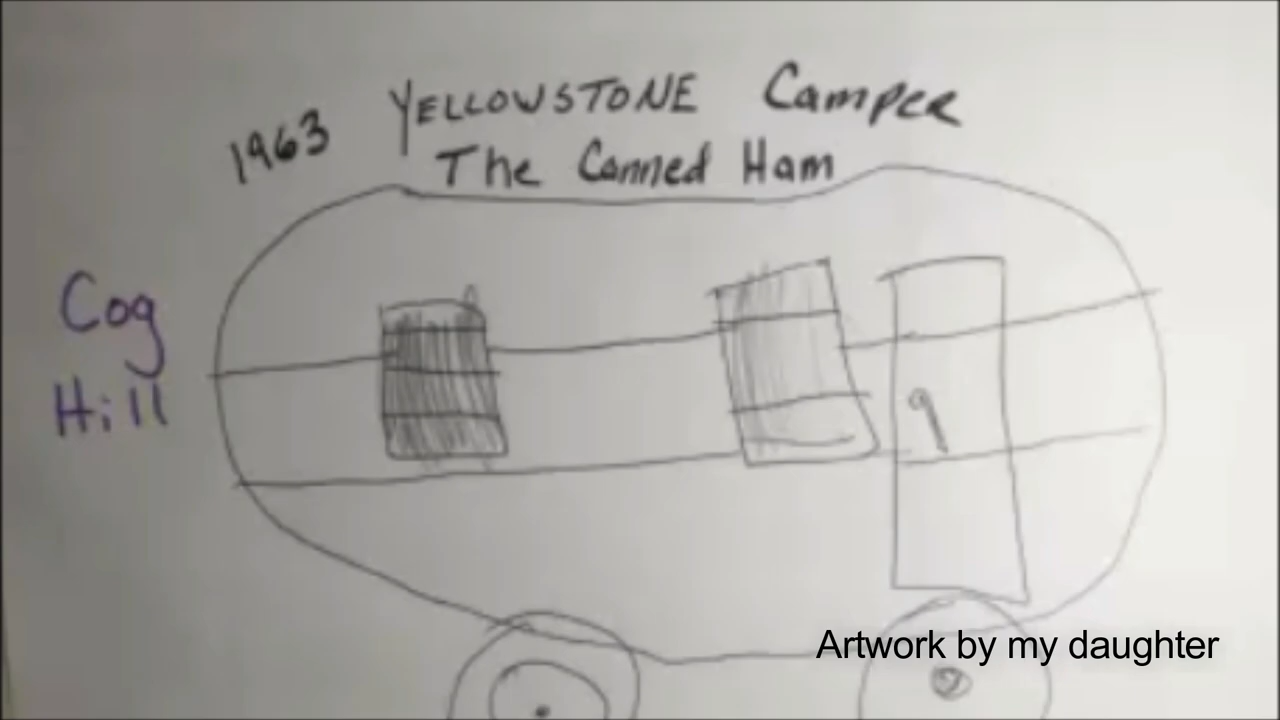 1963 YELLOWSTONE Camper
The Canned Ham
Cog
Hill
Artwork by my daughter